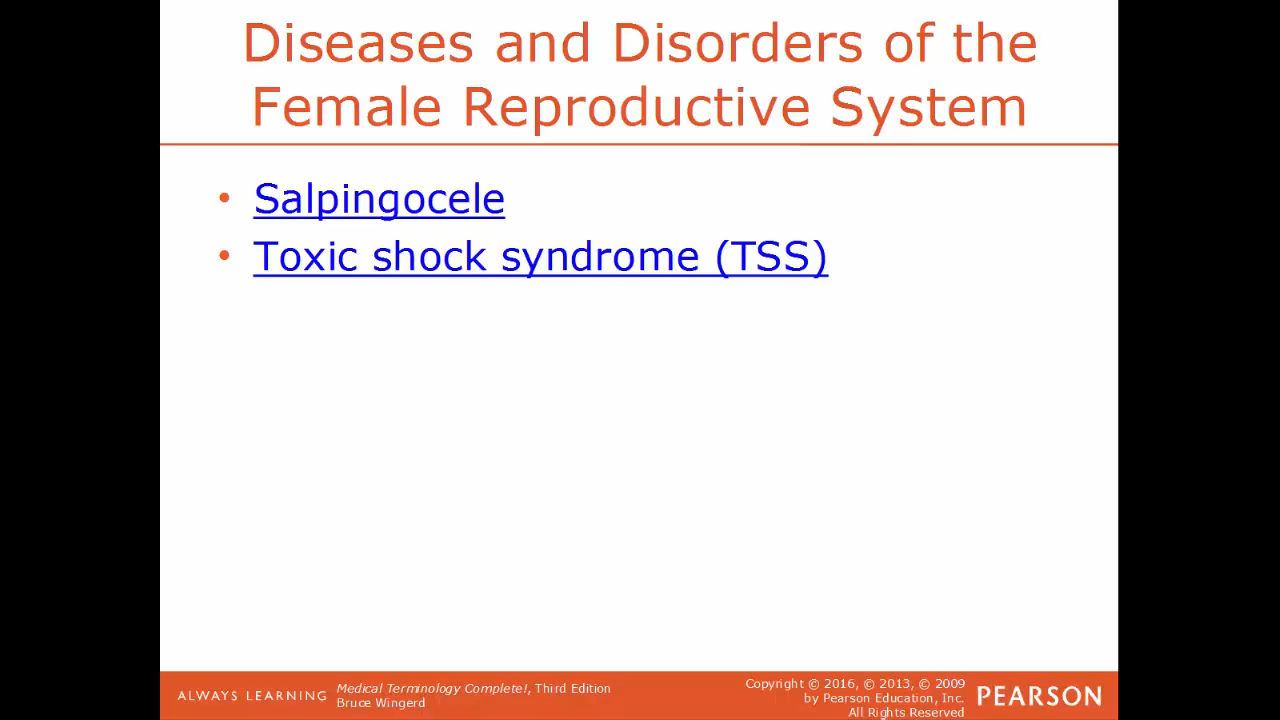 Diseases and Disorders of the
Female Reproductive System
• Salpingocele
• Toxic shock syndrome (TSS)
ALWAYS LEARNING
Medical Terminology Complete!, Third Edition
Bruce Wingerd
Copyright © 2016, © 2013, © 2009
by Pearson Education, Inc.
All Rights Reserved
PEARSON